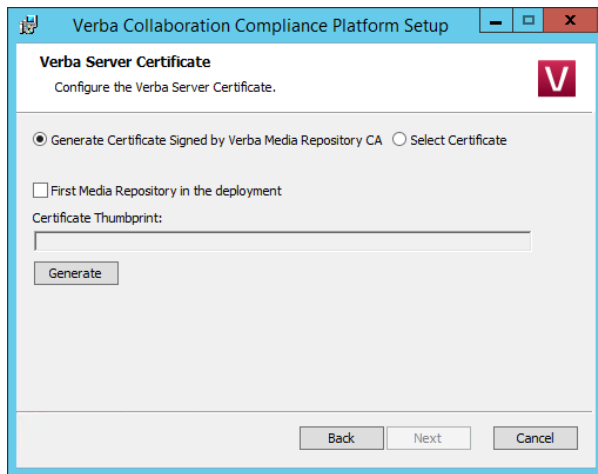 Verba Collaboration Compliance Platform Setup
Verba Server Certificate
Configure the Verba Server Certificate.
V
Generate Certificate Signed by Verba Media Repository CA Select Certificate
First Media Repository in the deployment
Certificate Thumbprint:
Generate
Back Next Cancel